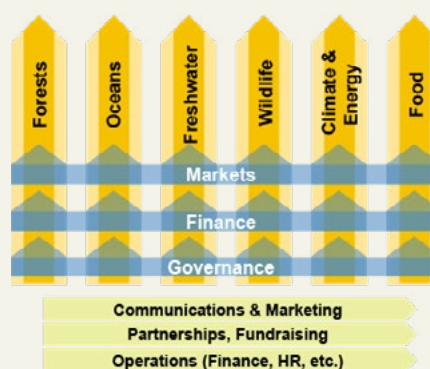 Forests
Oceans
Freshwater
Wildlife
Climate &
Energy
Food
Markets
Finance
Governance
Communications & Marketing
Partnerships, Fundraising
Operations (Finance, HR, etc.)